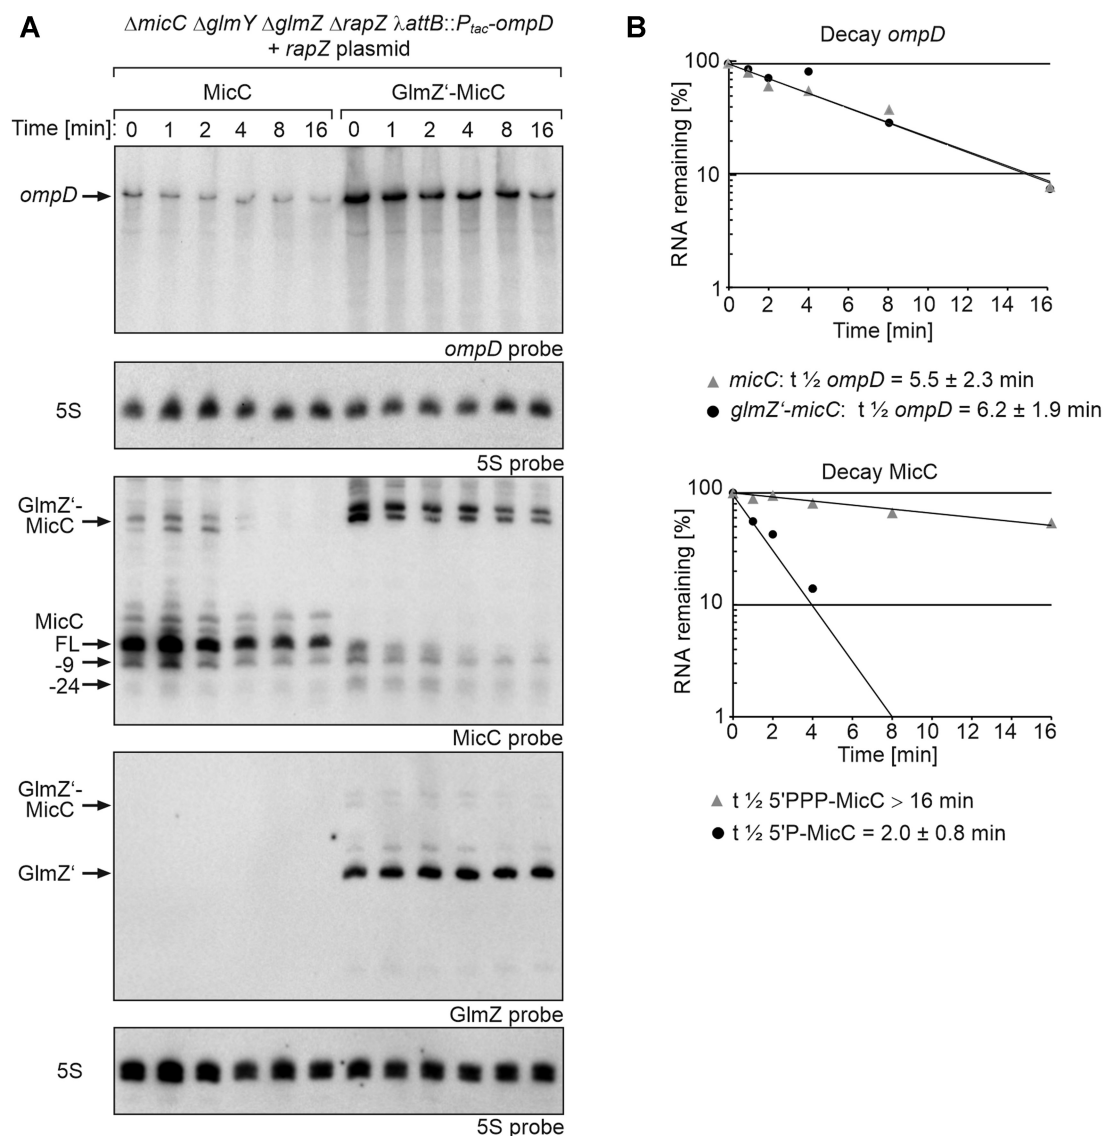 A
ΔmicC ΔglmY ΔglmZ ΔrapZ λattB::Ptac-ompD
+ rapZ plasmid
MicC GlmZ‘-MicC
Time [min]: 0 1 2 4 8 16 0 1 2 4 8 16
ompD
ompD probe
5S
5S probe
GlmZ‘-
MicC
MicC
FL
-9
-24
MicC probe
GlmZ‘-
MicC
GlmZ‘
GlmZ probe
5S
5S probe
B
Decay ompD
RNA remaining [%]
100
10
1
0 2 4 6 8 10 12 14 16
Time [min]
micC: t ½ ompD = 5.5 ± 2.3 min
glmZ‘-micC: t ½ ompD = 6.2 ± 1.9 min
Decay MicC
RNA remaining [%]
100
10
1
0 2 4 6 8 10 12 14 16
Time [min]
t ½ 5'PPP-MicC > 16 min
t ½ 5'P-MicC = 2.0 ± 0.8 min